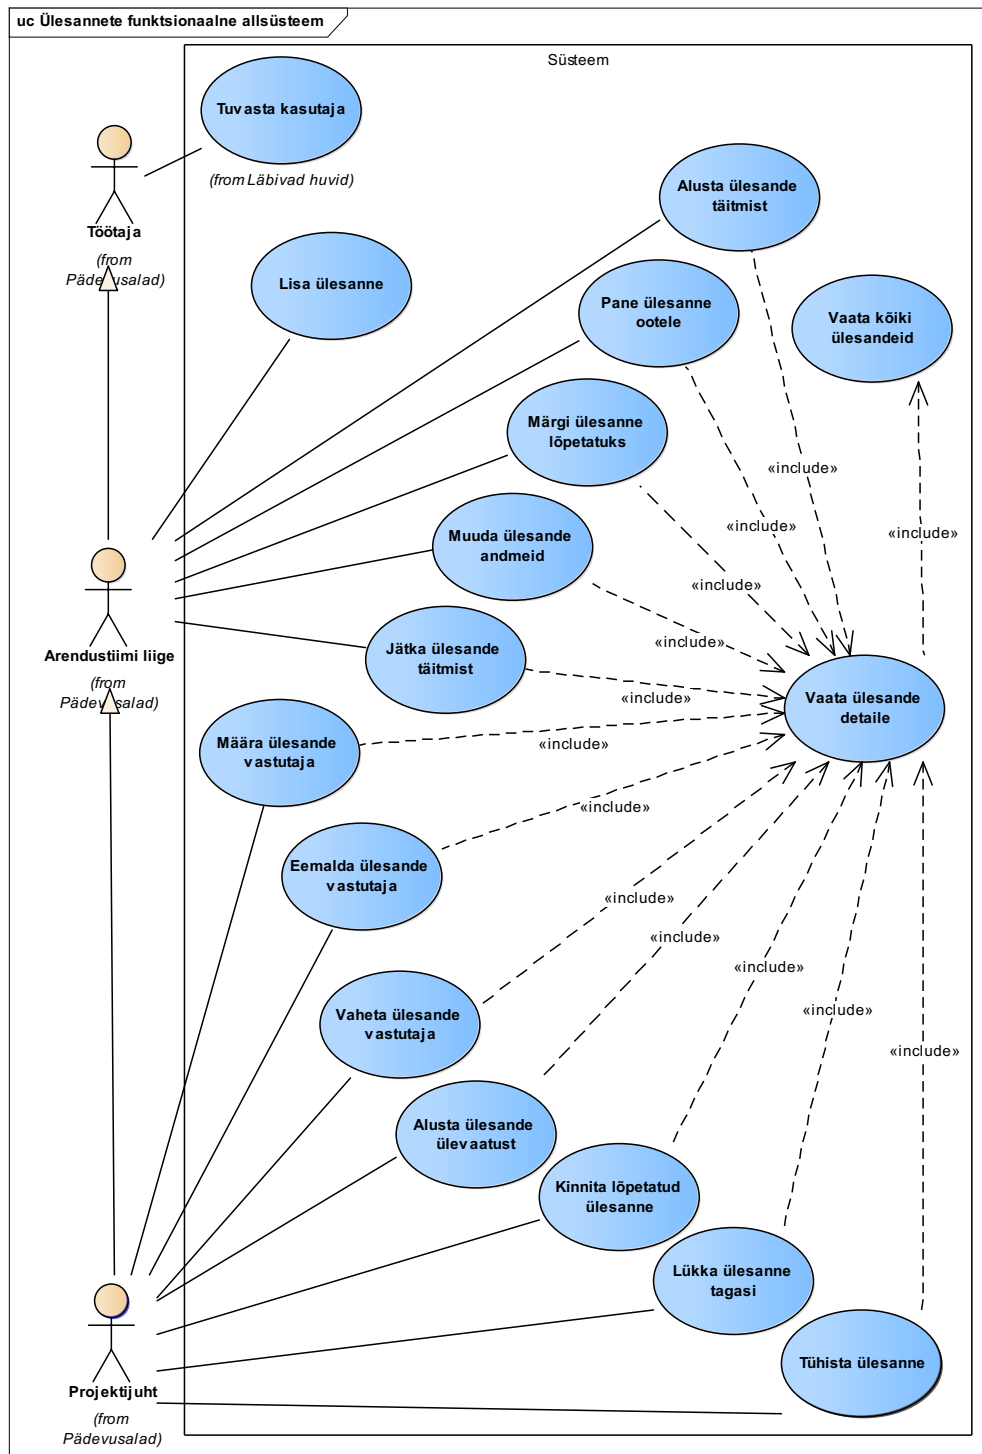 uc Ülesannete funktsionaalne allsüsteem
Süsteem
Tuvasta kasutaja
(from Läbivad huvid)
Töötaja
(from
Pädevusalad)
Alusta ülesande
täitmist
Lisa ülesanne
Pane ülesanne
ootele
Vaata kõiki
ülesandeid
Märgi ülesanne
lõpetatuks
«include»
«include»
«include»
Muuda ülesande
andmeid
«include»
«include»
Arendustiimi liige
(from
Pädevusalad)
Jätka ülesande
täitmist
«include»
Vaata ülesande
detaile
Määra ülesande
vastutaja
«include»
«include»
Eemalda ülesande
vastutaja
«include»
«include»
«include»
Vaheta ülesande
vastutaja
«include»
«include»
Alusta ülesande
ülevaatust
Kinnita lõpetatud
ülesanne
Lükka ülesanne
tagasi
Tühista ülesanne
Projektijuht
(from
Pädevusalad)